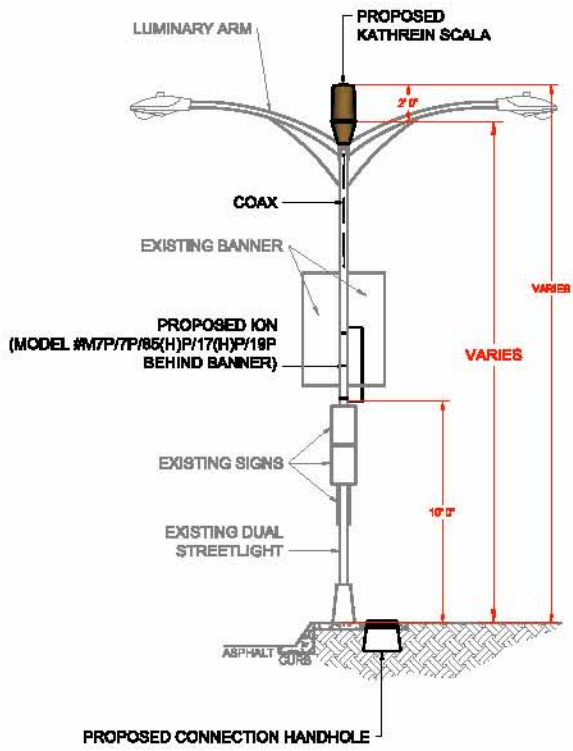 PROPOSED
KATHREIN SCALA
LUMINARY ARM
2' 0"
COAX
EXISTING BANNER
VARIES
PROPOSED ION
(MODEL #M7P/7P/85(H)P/17(H)P/19P
BEHIND BANNER)
VARIES
EXISTING SIGNS
10' 0"
EXISTING DUAL
STREETLIGHT
ASPHALT
CURB
PROPOSED CONNECTION HANDHOLE